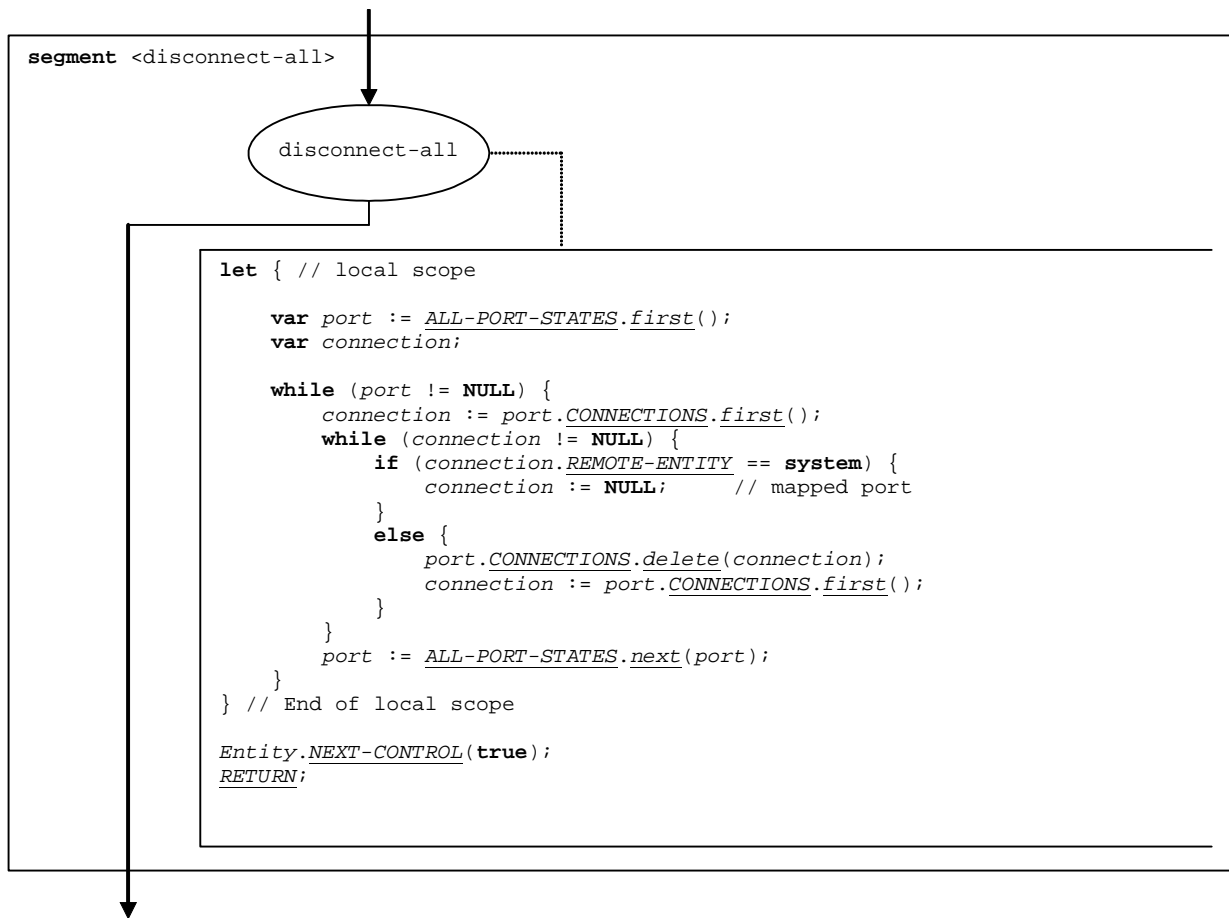 segment <disconnect-all>
disconnect-all
let { // local scope
var port := ALL-PORT-STATES.first();
var connection;
while (port != NULL) {
connection := port.CONNECTIONS.first();
while (connection != NULL) {
if (connection.REMOTE-ENTITY == system) {
connection := NULL; // mapped port
}
else {
port.CONNECTIONS.delete(connection);
connection := port.CONNECTIONS.first();
}
}
port := ALL-PORT-STATES.next(port);
}
} // End of local scope
Entity.NEXT-CONTROL(true);
RETURN;